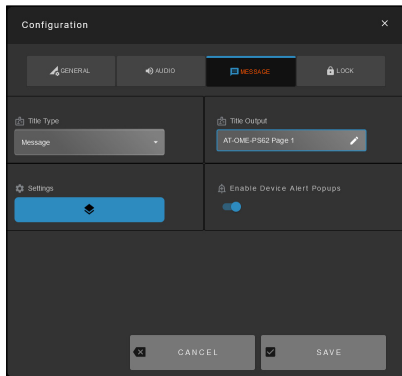 Configuration
GENERAL
AUDIO
MESSAGE
LOCK
Title Type
Title Output
Message
AT-OME-PS62 Page 1
Settings
Enable Device Alert Popups
CANCEL
SAVE